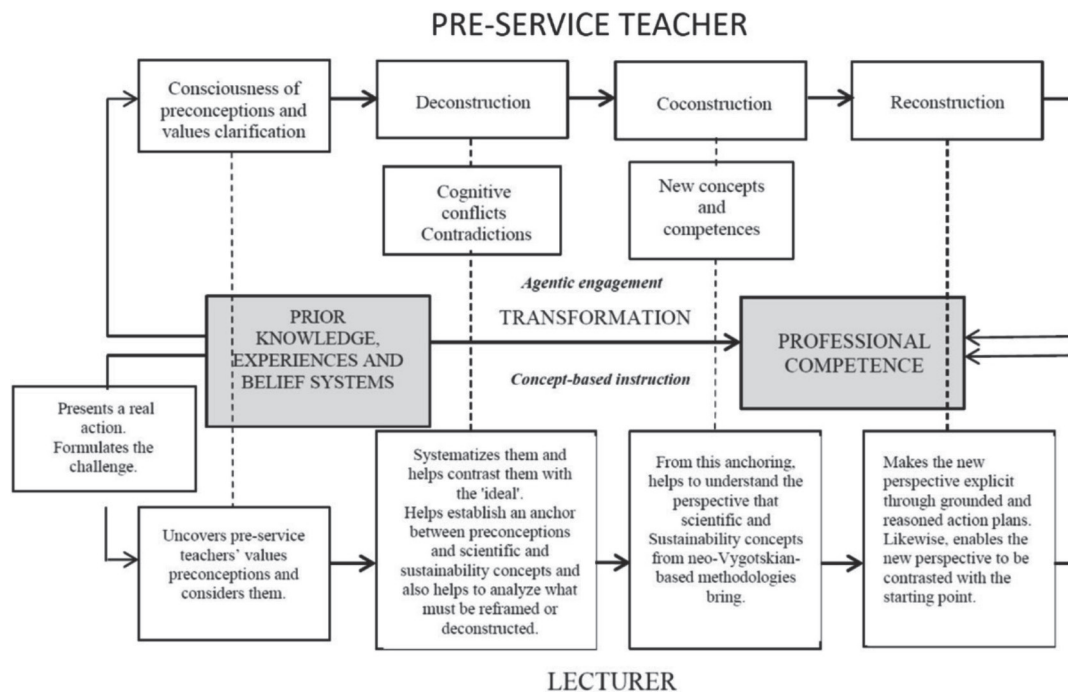 PRE-SERVICE TEACHER
Consciousness of
preconceptions and
values clarification
Deconstruction
Coconstruction
Reconstruction
Cognitive
conflicts
Contradictions
New concepts
and
competences
Agentic engagement
TRANSFORMATION
Concept-based instruction
PRIOR
KNOWLEDGE,
EXPERIENCES AND
BELIEF SYSTEMS
PROFESSIONAL
COMPETENCE
Presents a real
action.
Formulates the
challenge.
Uncovers pre-service
teachers’ values
preconceptions and
considers them.
Systematizes them and
helps contrast them with
the 'ideal'.
Helps establish an anchor
between preconceptions
and scientific and
sustainability concepts and
also helps to analyze what
must be reframed or
deconstructed.
From this anchoring,
helps to understand the
perspective that
scientific and
Sustainability concepts
from neo-Vygotskian-
based methodologies
bring.
Makes the new
perspective explicit
through grounded and
reasoned action plans.
Likewise, enables the
new perspective to be
contrasted with the
starting point.
LECTURER